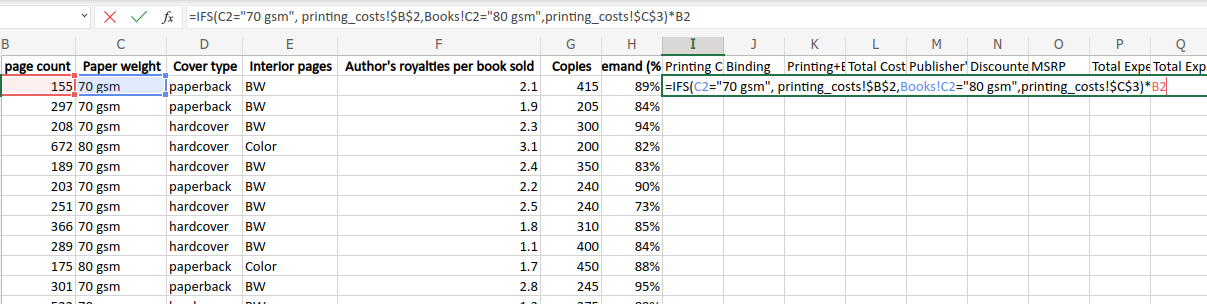 fx =IFS(C2="70 gsm", printing_costs!$B$2,Books!C2="80 gsm",printing_costs!$C$3)*B2
B C D E F G H I J K L M N O P Q
page count Paper weight Cover type Interior pages Author's royalties per book sold Copies emand (% Printing C Binding Printing+E Total Cost Publisher' Discounte MSRP Total Expe Total Exp
155 70 gsm paperback BW 2.1 415 89% =IFS(C2="70 gsm", printing_costs!$B$2,Books!C2="80 gsm",printing_costs!$C$3)*B2
297 70 gsm paperback BW 1.9 205 84%
208 70 gsm hardcover BW 2.3 300 94%
672 80 gsm hardcover Color 3.1 200 82%
189 70 gsm hardcover BW 2.4 350 83%
203 70 gsm paperback BW 2.2 240 90%
251 70 gsm hardcover BW 2.5 240 73%
366 70 gsm hardcover BW 1.8 310 85%
289 70 gsm hardcover BW 1.1 400 84%
175 80 gsm paperback Color 1.7 450 88%
301 70 gsm paperback BW 2.8 245 95%